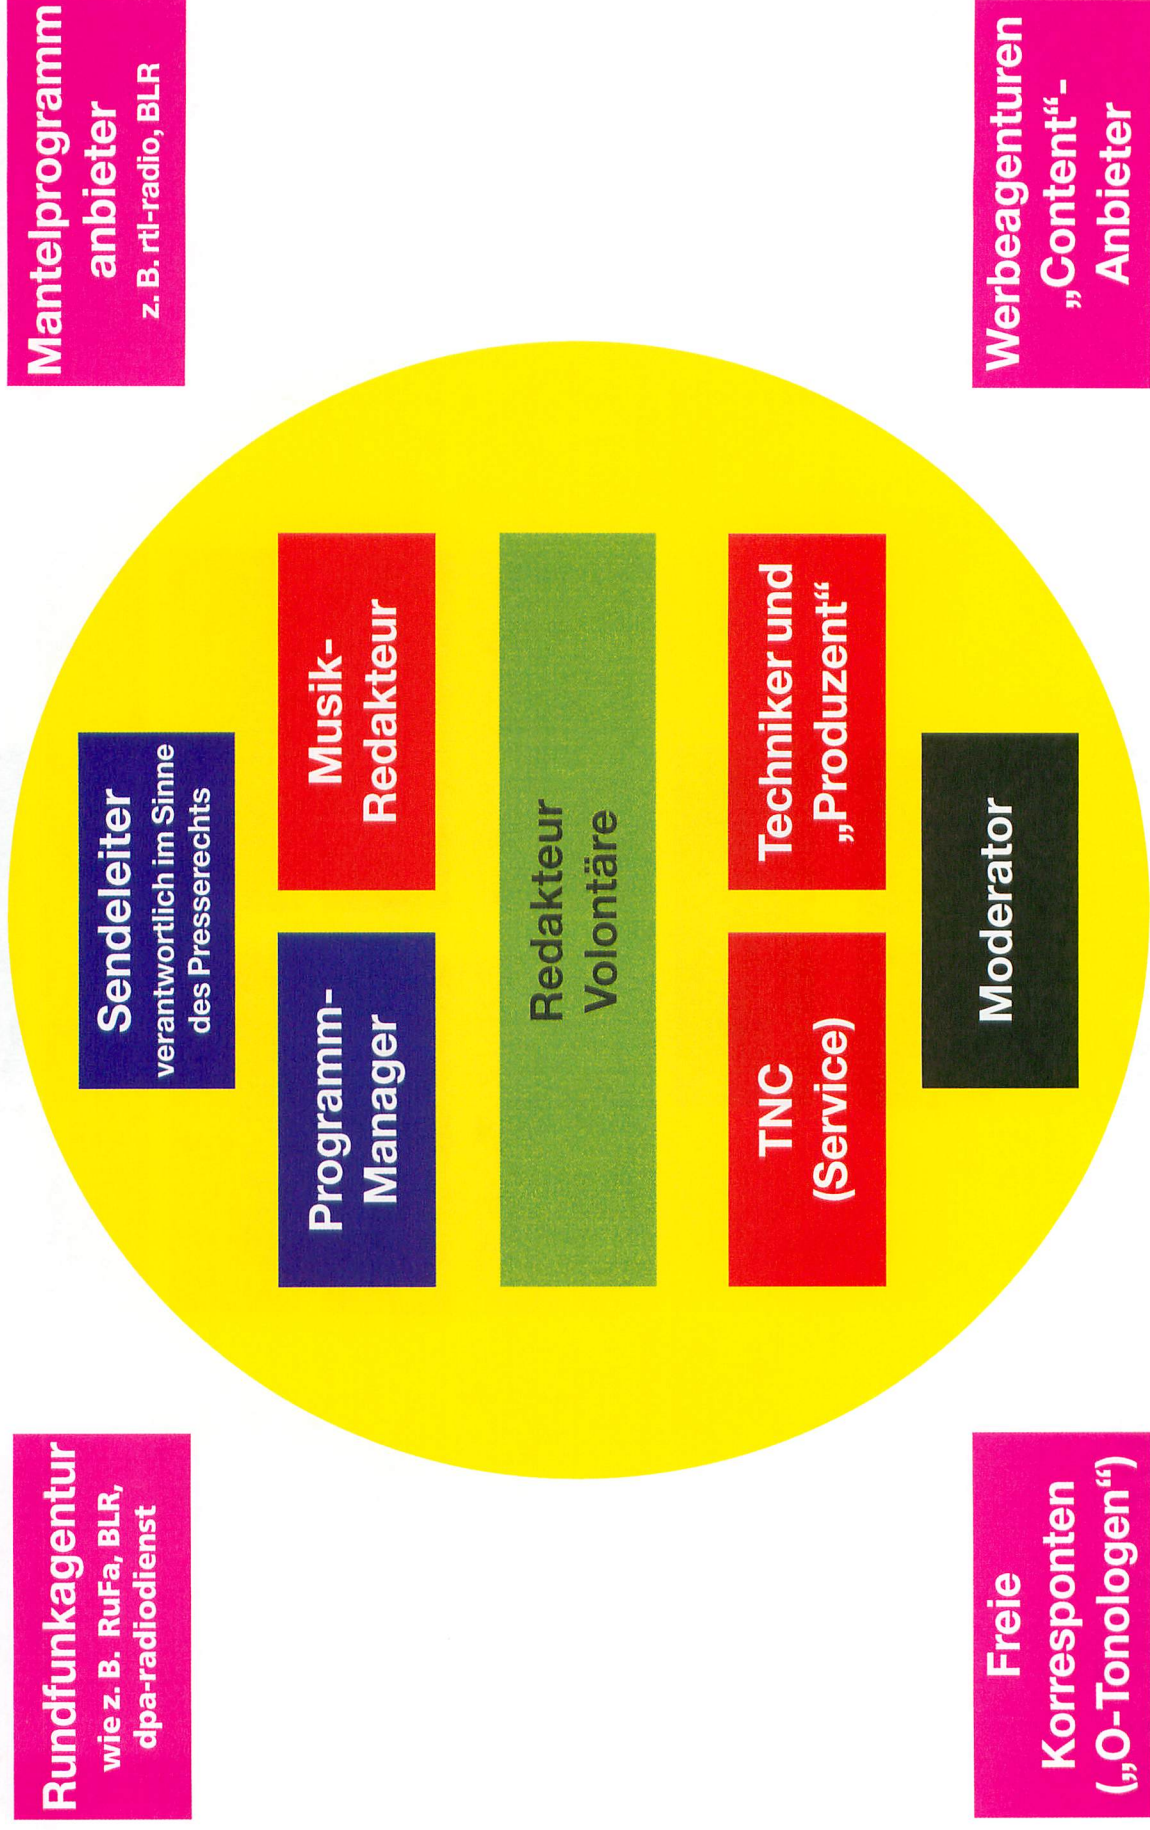 Rundfunkagentur
wie z. B. RuFa, BLR,
dpa-radiodienst
Mantelprogramm
anbieter
z. B. rtl-radio, BLR
Sendeleiter
verantwortlich im Sinne
des Presserechts
Programm-
Manager
Musik-
Redakteur
Redakteur
Volontäre
TNC
(Service)
Techniker und
„Produzent“
Moderator
Freie
Korresponten
(„O-Tonologen“)
Werbeagenturen
„Content“-
Anbieter